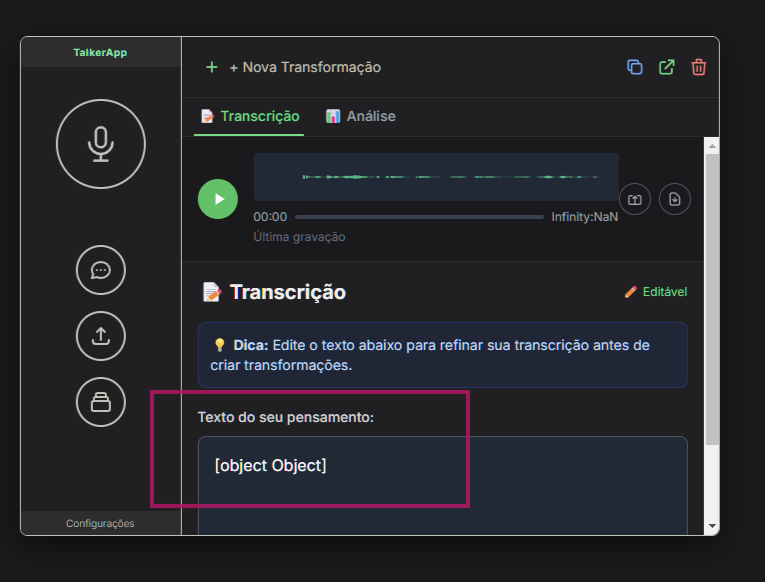 TalkerApp
+ + Nova Transformação
Transcrição
Análise
00:00
Infinity:NaN
Última gravação
Transcrição
Editável
Dica: Edite o texto abaixo para refinar sua transcrição antes de
criar transformações.
Texto do seu pensamento:
[object Object]
Configurações